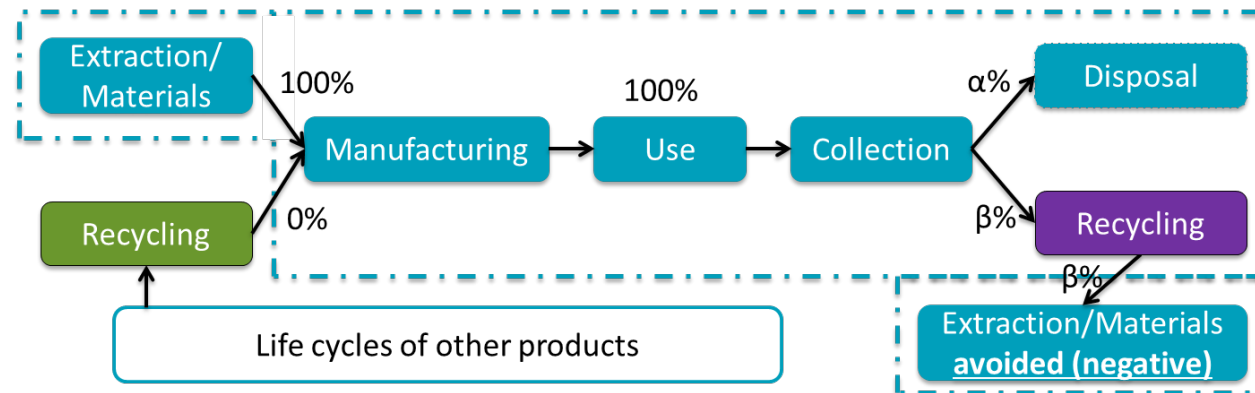 Extraction/
Materials
100%
100%
α%
Disposal
Manufacturing
Use
Collection
Recycling
0%
β%
Recycling
β%
Life cycles of other products
Extraction/Materials
avoided (negative)